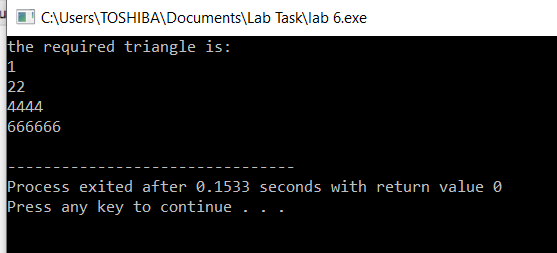 C:\Users\TOSHIBA\Documents\Lab Task\lab 6.exe
the required triangle is:
1
22
4444
666666
--------------------------------
Process exited after 0.1533 seconds with return value 0
Press any key to continue . . .